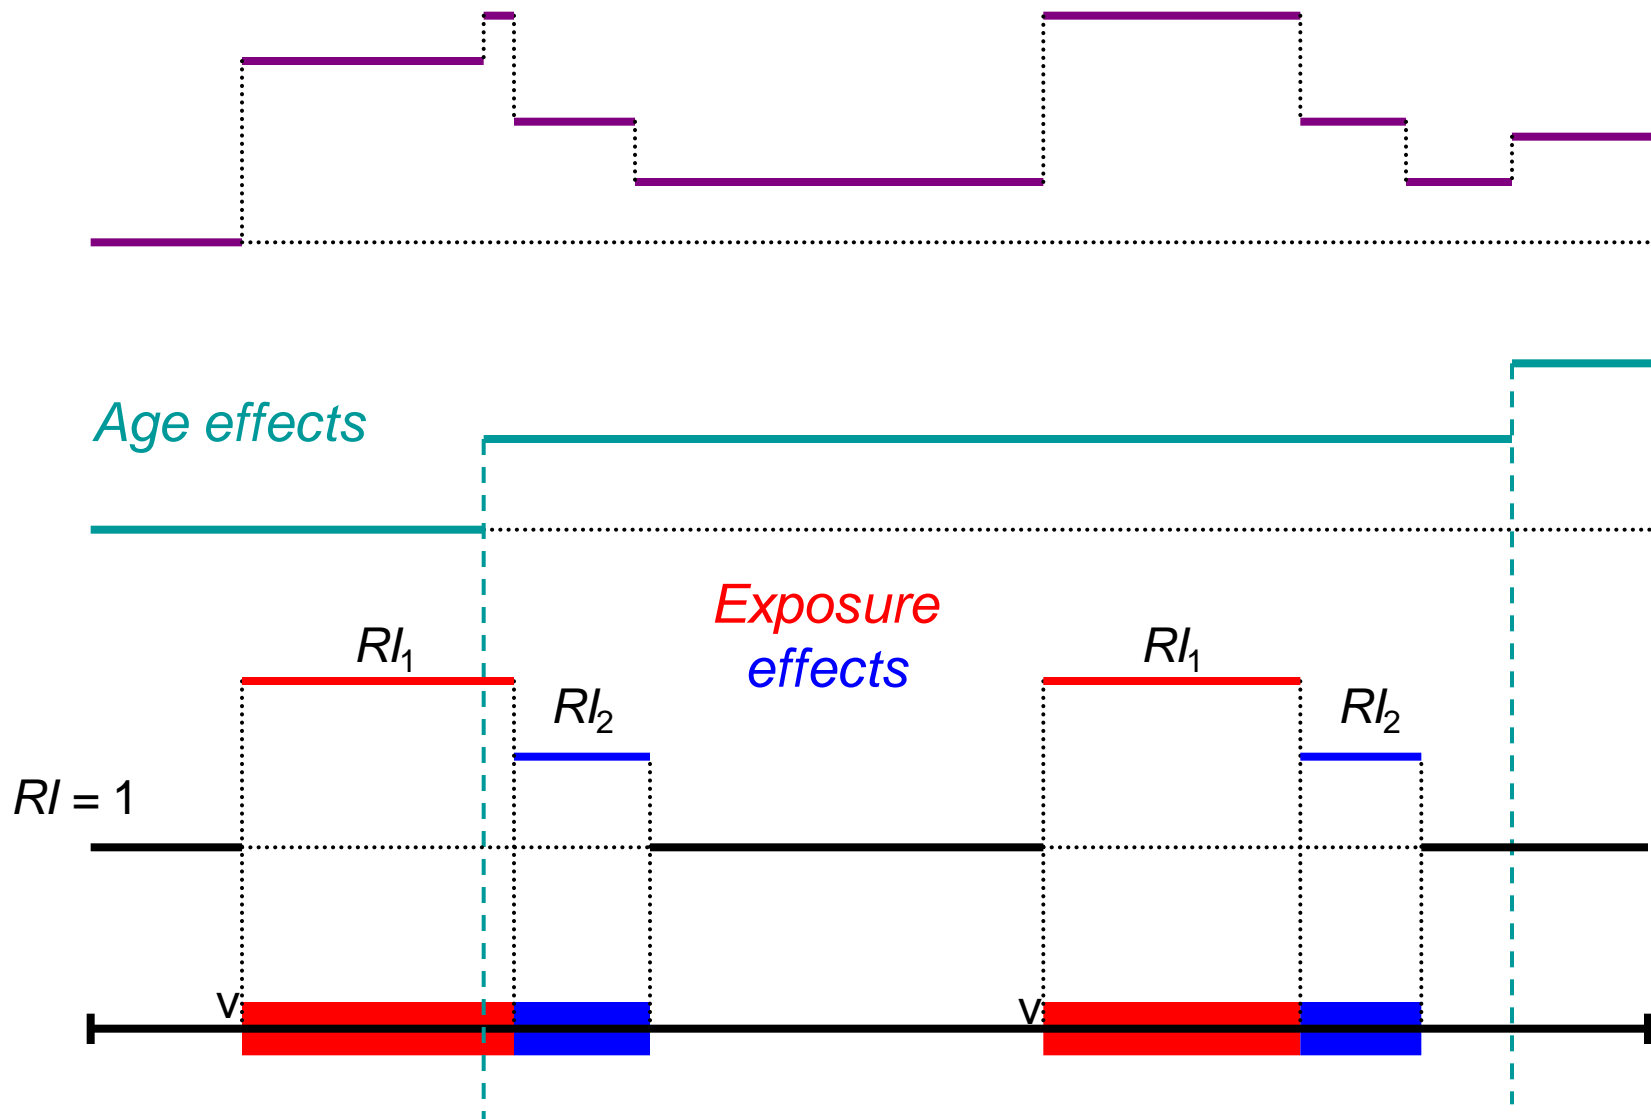 Age effects
Exposure
effects
RI₁
RI₁
RI₂
RI₂
RI = 1
v
v